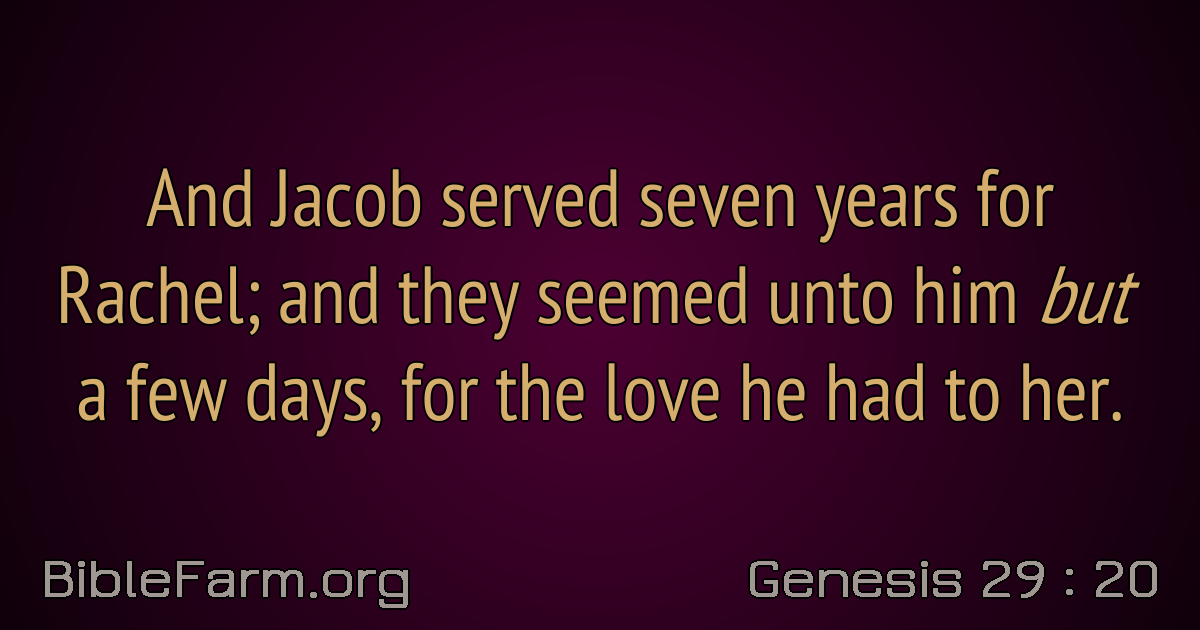 And Jacob served seven years for
Rachel; and they seemed unto him but
a few days, for the love he had to her.
BibleFarm.org
Genesis 29 : 20